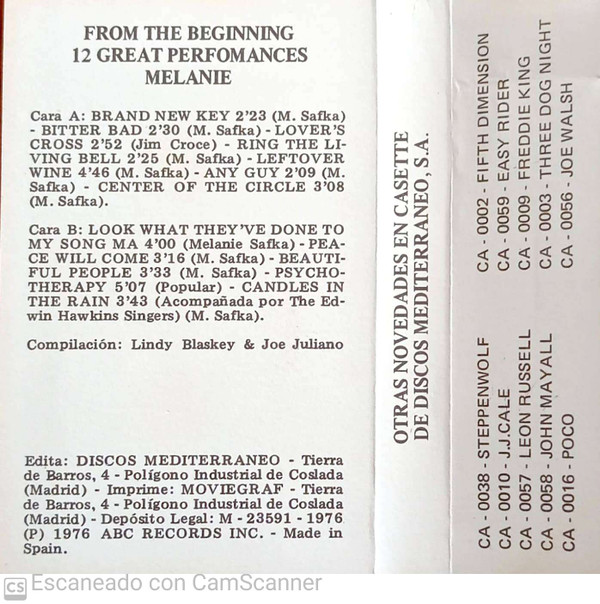 FROM THE BEGINNING
12 GREAT PERFOMANCES
MELANIE
Cara A: BRAND NEW KEY 2'23 (M. Safka)
- BITTER BAD 2'30 (M. Safka) - LOVER'S
CROSS 2'52 (Jim Croce) - RING THE LI-
VING BELL 2'25 (M. Safka) - LEFTOVER
WINE 4'46 (M. Safka) - ANY GUY 2'09 (M.
Safka) - CENTER OF THE CIRCLE 3'08
(M. Safka).
Cara B: LOOK WHAT THEY'VE DONE TO
MY SONG MA 4'00 (Melanie Safka) - PEA-
CE WILL COME 3'16 (M. Safka) - BEAUTI-
FUL PEOPLE 3'33 (M. Safka) - PSYCHO-
THERAPY 5'07 (Popular) - CANDLES IN
THE RAIN 3'43 (Acompañada por The Ed-
win Hawkins Singers) (M. Safka).
Compilación: Lindy Blaskey & Joe Juliano
Edita: DISCOS MEDITERRANEO - Tierra
de Barros, 4 - Polígono Industrial de Coslada
(Madrid) - Imprime: MOVIEGRAF - Tierra
de Barros, 4 - Polígono Industrial de Coslada
(Madrid) - Depósito Legal: M - 23591 - 1976
(P) 1976 ABC RECORDS INC. - Made in
Spain.
OTRAS NOVEDADES EN CASETTE
DE DISCOS MEDITERRANEO, S.A.
CA - 0038 - STEPPENWOLF
CA - 0010 - J.J.CALE
CA - 0057 - LEON RUSSELL
CA - 0058 - JOHN MAYALL
CA - 0016 - POCO
CA - 0002 - FIFTH DIMENSION
CA - 0059 - EASY RIDER
CA - 0009 - FREDDIE KING
CA - 0003 - THREE DOG NIGHT
CA - 0056 - JOE WALSH
CS Escaneado con CamScanner